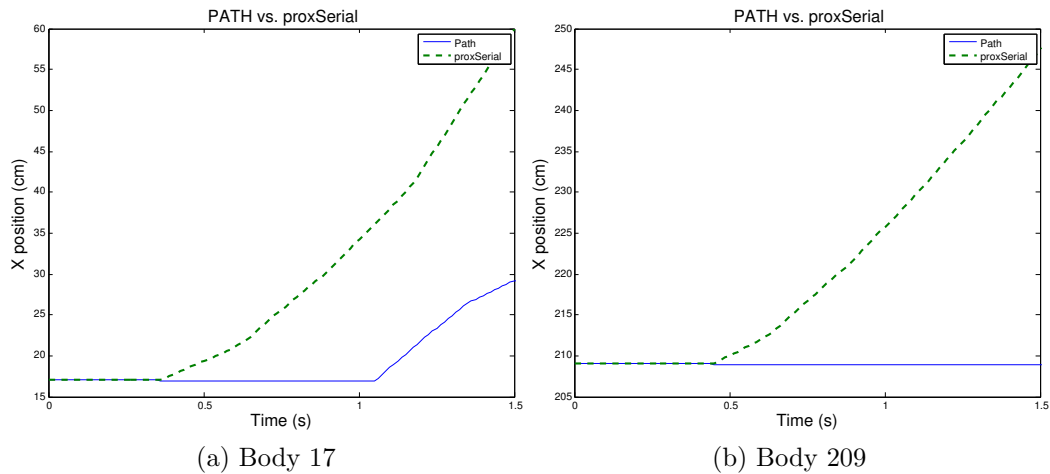 PATH vs. proxSerial
60
55
50
45
40
35
30
25
20
15
0
0.5
1
1.5
X position (cm)
Time (s)
Path
proxSerial
(a) Body 17
PATH vs. proxSerial
250
245
240
235
230
225
220
215
210
205
0
0.5
1
1.5
X position (cm)
Time (s)
Path
proxSerial
(b) Body 209